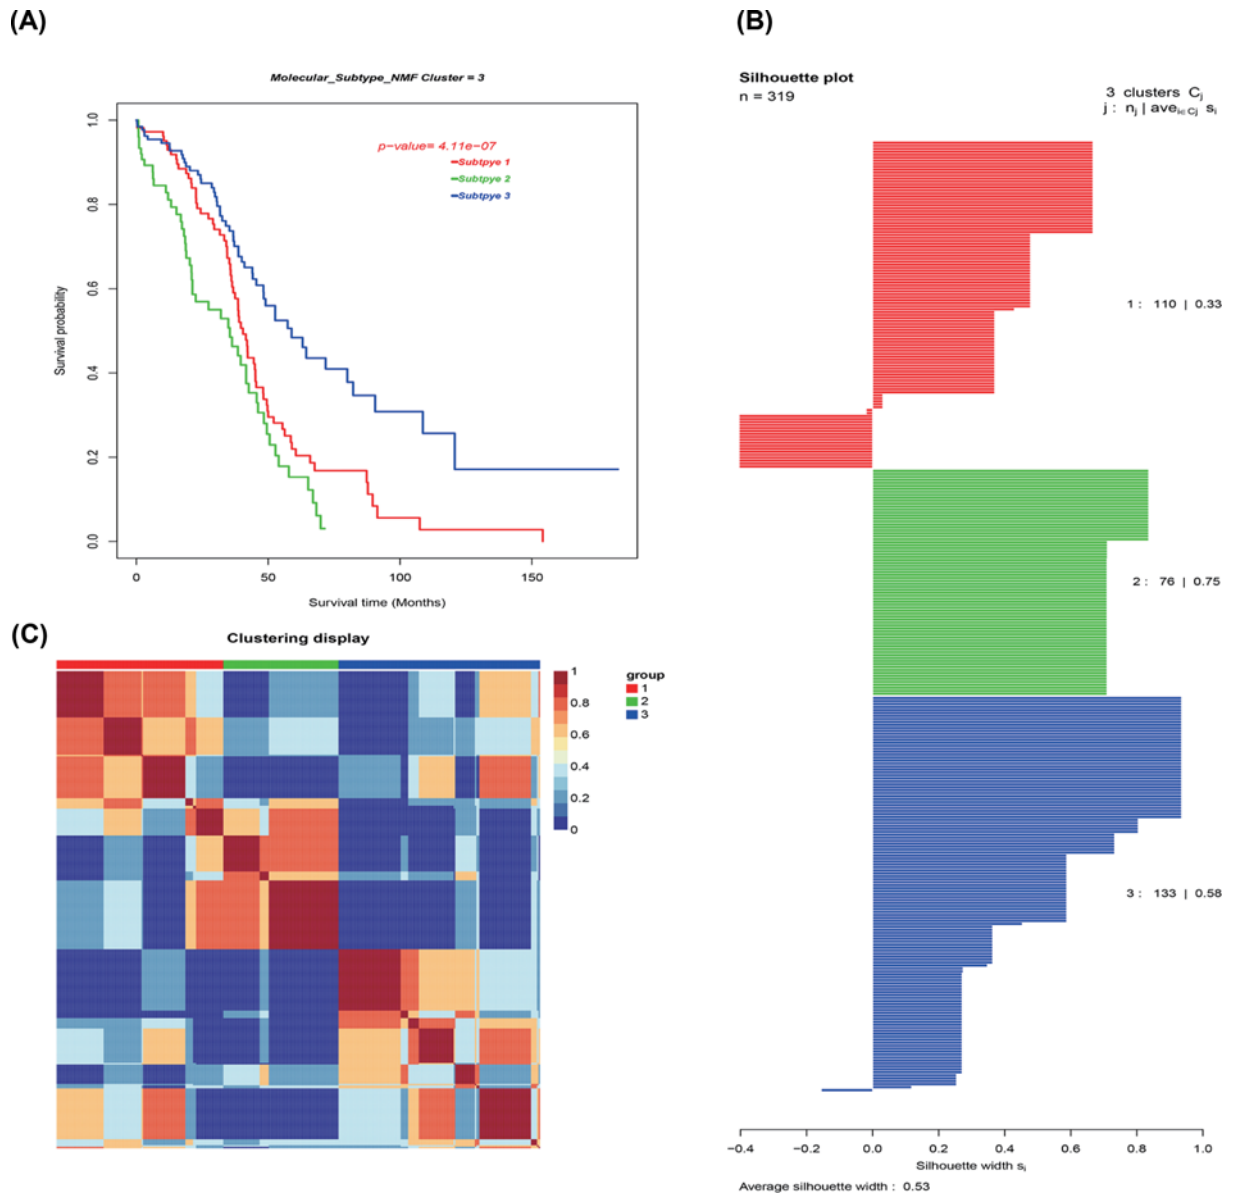 (A)
Molecular_Subtype_NMF Cluster = 3
p-value= 4.11e-07
Subtpye 1
Subtpye 2
Subtpye 3
Survival probability
0.0 0.2 0.4 0.6 0.8 1.0
0 50 100 150
Survival time (Months)
(B)
Silhouette plot
n = 319
3 clusters Cj
j : nj | avei∈Cj si
1 : 110 | 0.33
2 : 76 | 0.75
3 : 133 | 0.58
−0.4 −0.2 0.0 0.2 0.4 0.6 0.8 1.0
Silhouette width si
Average silhouette width : 0.53
(C)
Clustering display
1
0.8
0.6
0.4
0.2
0
group
1
2
3